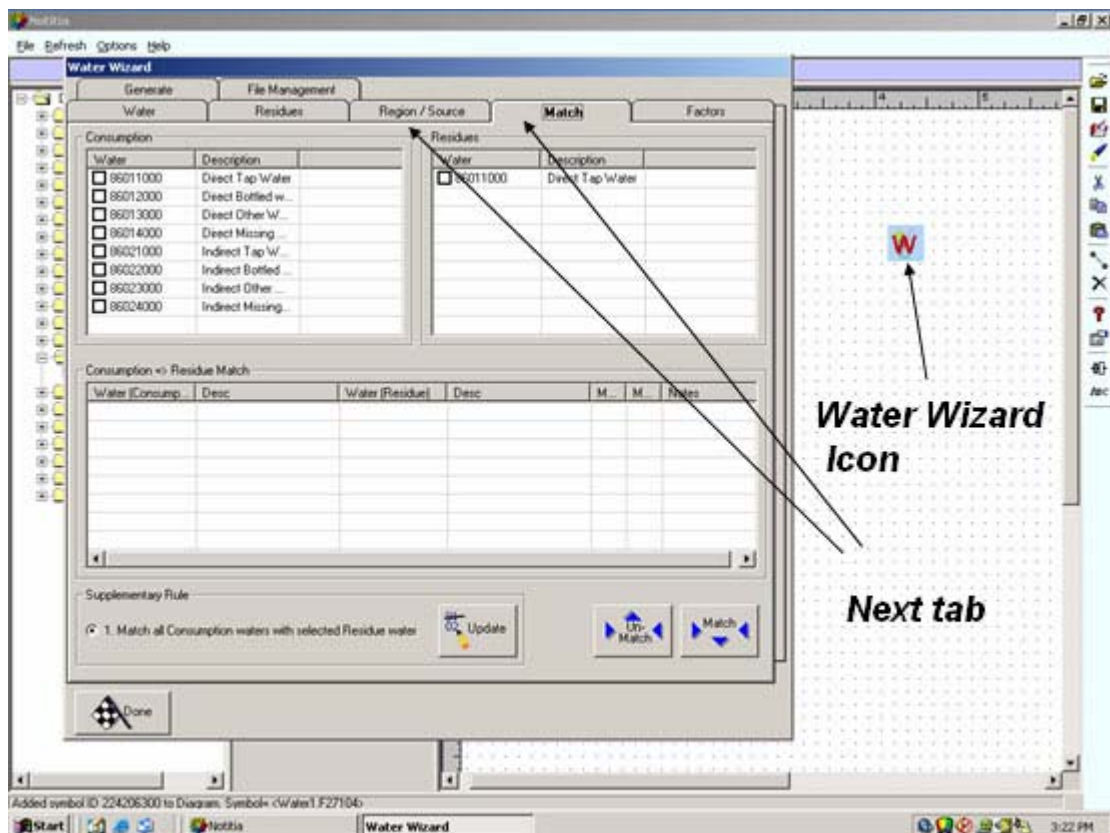 Notitia
File Refresh Options Help
Water Wizard
Generate File Management
Water Residues Region / Source Match Factors
Consumption
Water Description
86011000 Direct Tap Water
86012000 Direct Bottled w...
86013000 Direct Other W...
86014000 Direct Missing ...
86021000 Indirect Tap W...
86022000 Indirect Bottled ...
86023000 Indirect Other ...
86024000 Indirect Missing...
Residues
Water Description
86011000 Direct Tap Water
Consumption <> Residue Match
Water (Consump... Desc Water (Residue) Desc M... M... Notes
Supplementary Rule
1. Match all Consumption waters with selected Residue water
Update
Un-Match
Match
Done
4 5
W
Water Wizard
Icon
Next tab
ABC
Added symbol ID 224206300 to Diagram. Symbol= <Water1.F27104>
Start Notitia Water Wizard 3:22 PM